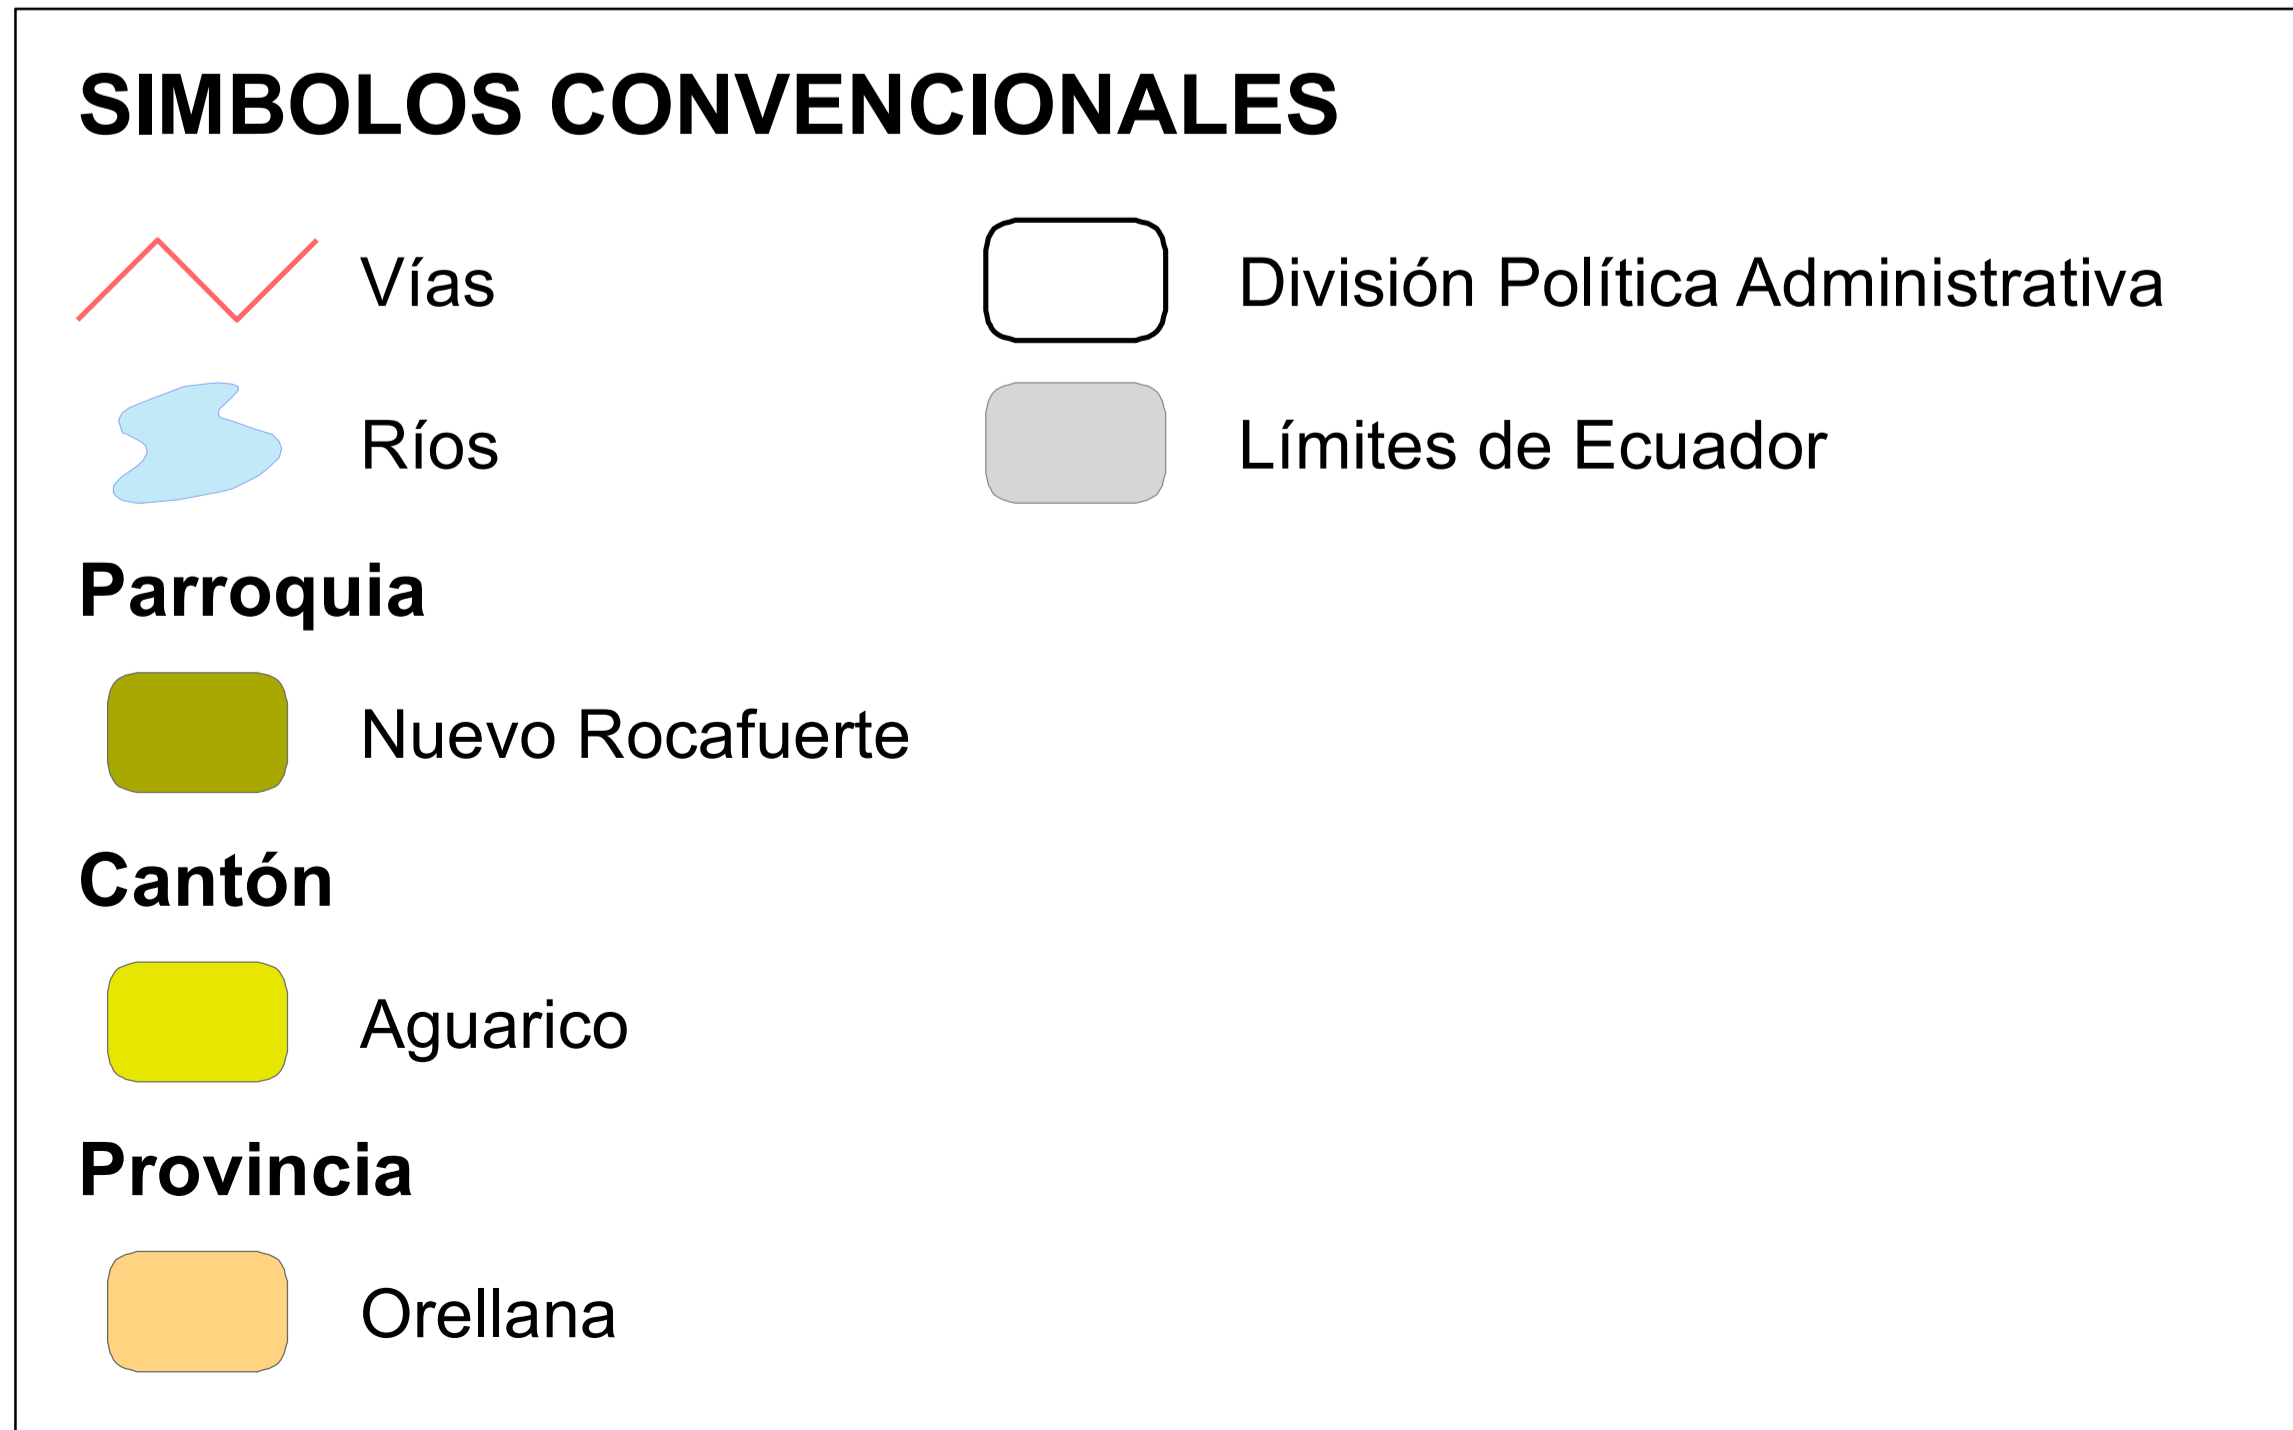 SIMBOLOS CONVENCIONALES
Vías
División Política Administrativa
Ríos
Límites de Ecuador
Parroquia
Nuevo Rocafuerte
Cantón
Aguarico
Provincia
Orellana